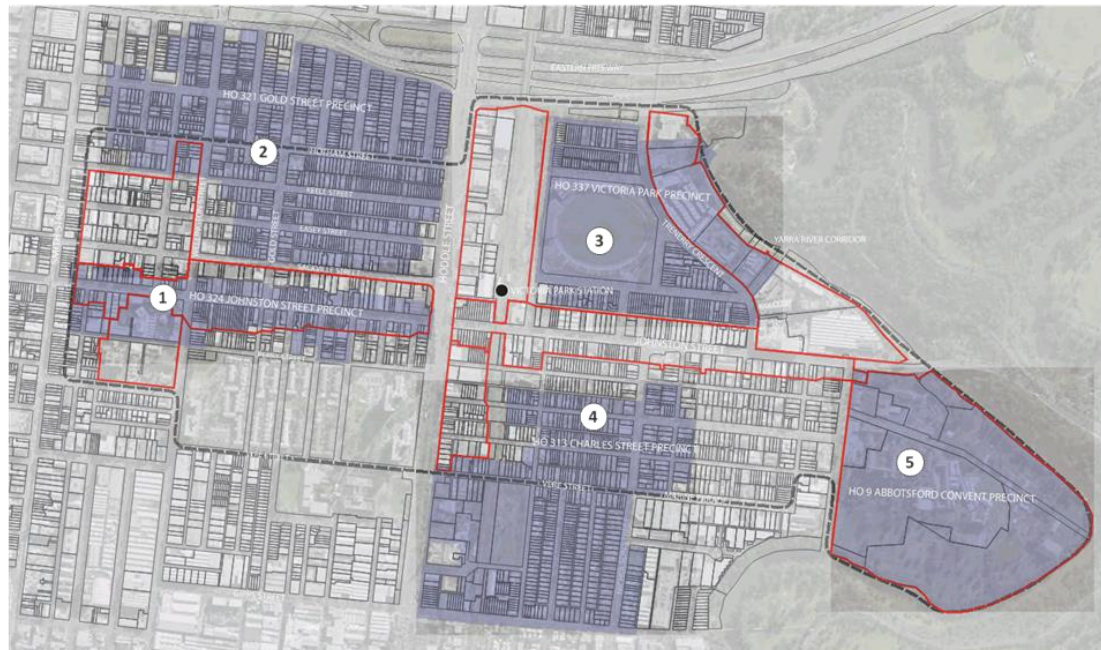 EASTERN FREEWAY
HO 321 GOLD STREET PRECINCT
2
HODDLE STREET
KEELE STREET
HO 337 VICTORIA PARK PRECINCT
GOLD STREET
EASEY STREET
3
TRENERRY CRESCENT
YARRA RIVER CORRIDOR
1
HO 324 JOHNSTON STREET PRECINCT
VICTORIA PARK STATION
JOHNSTON STREET
4
HO 313 CHARLES STREET PRECINCT
5
VERE STREET
HO 9 ABBOTSFORD CONVENT PRECINCT